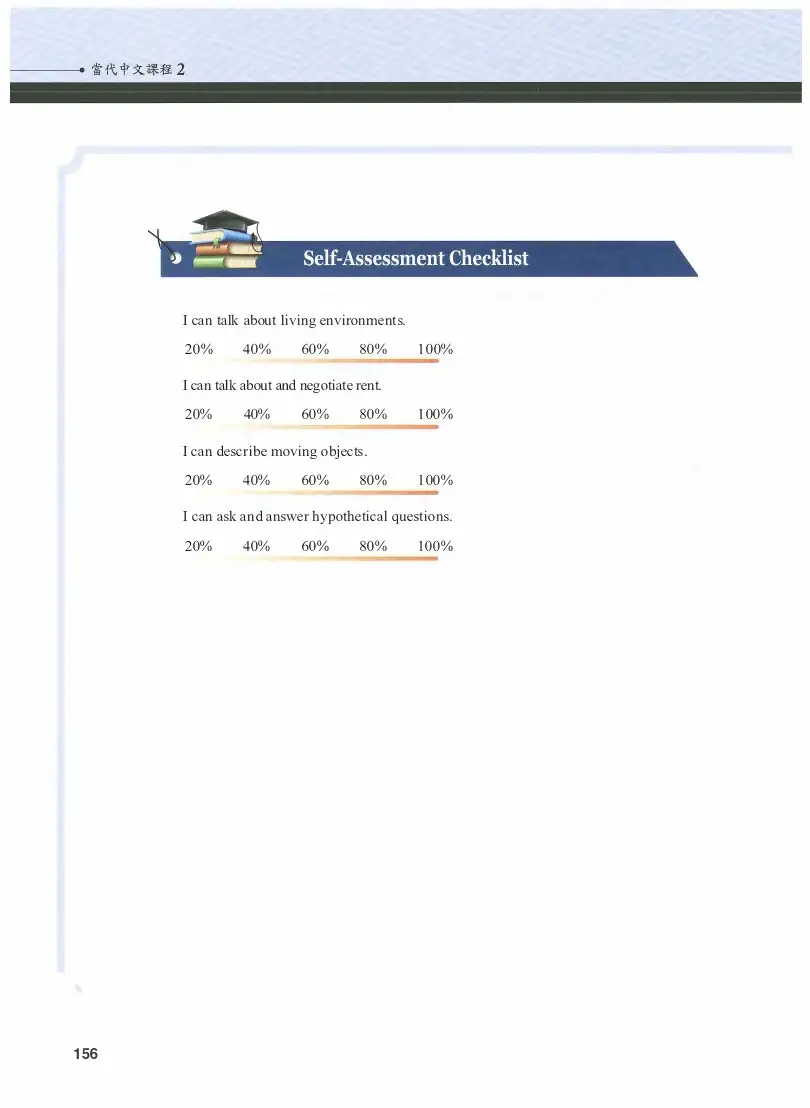 當代中文課程 2
Self-Assessment Checklist
I can talk about living environments.
20% 40% 60% 80% 100%
I can talk about and negotiate rent.
20% 40% 60% 80% 100%
I can describe moving objects.
20% 40% 60% 80% 100%
I can ask and answer hypothetical questions.
20% 40% 60% 80% 100%
156